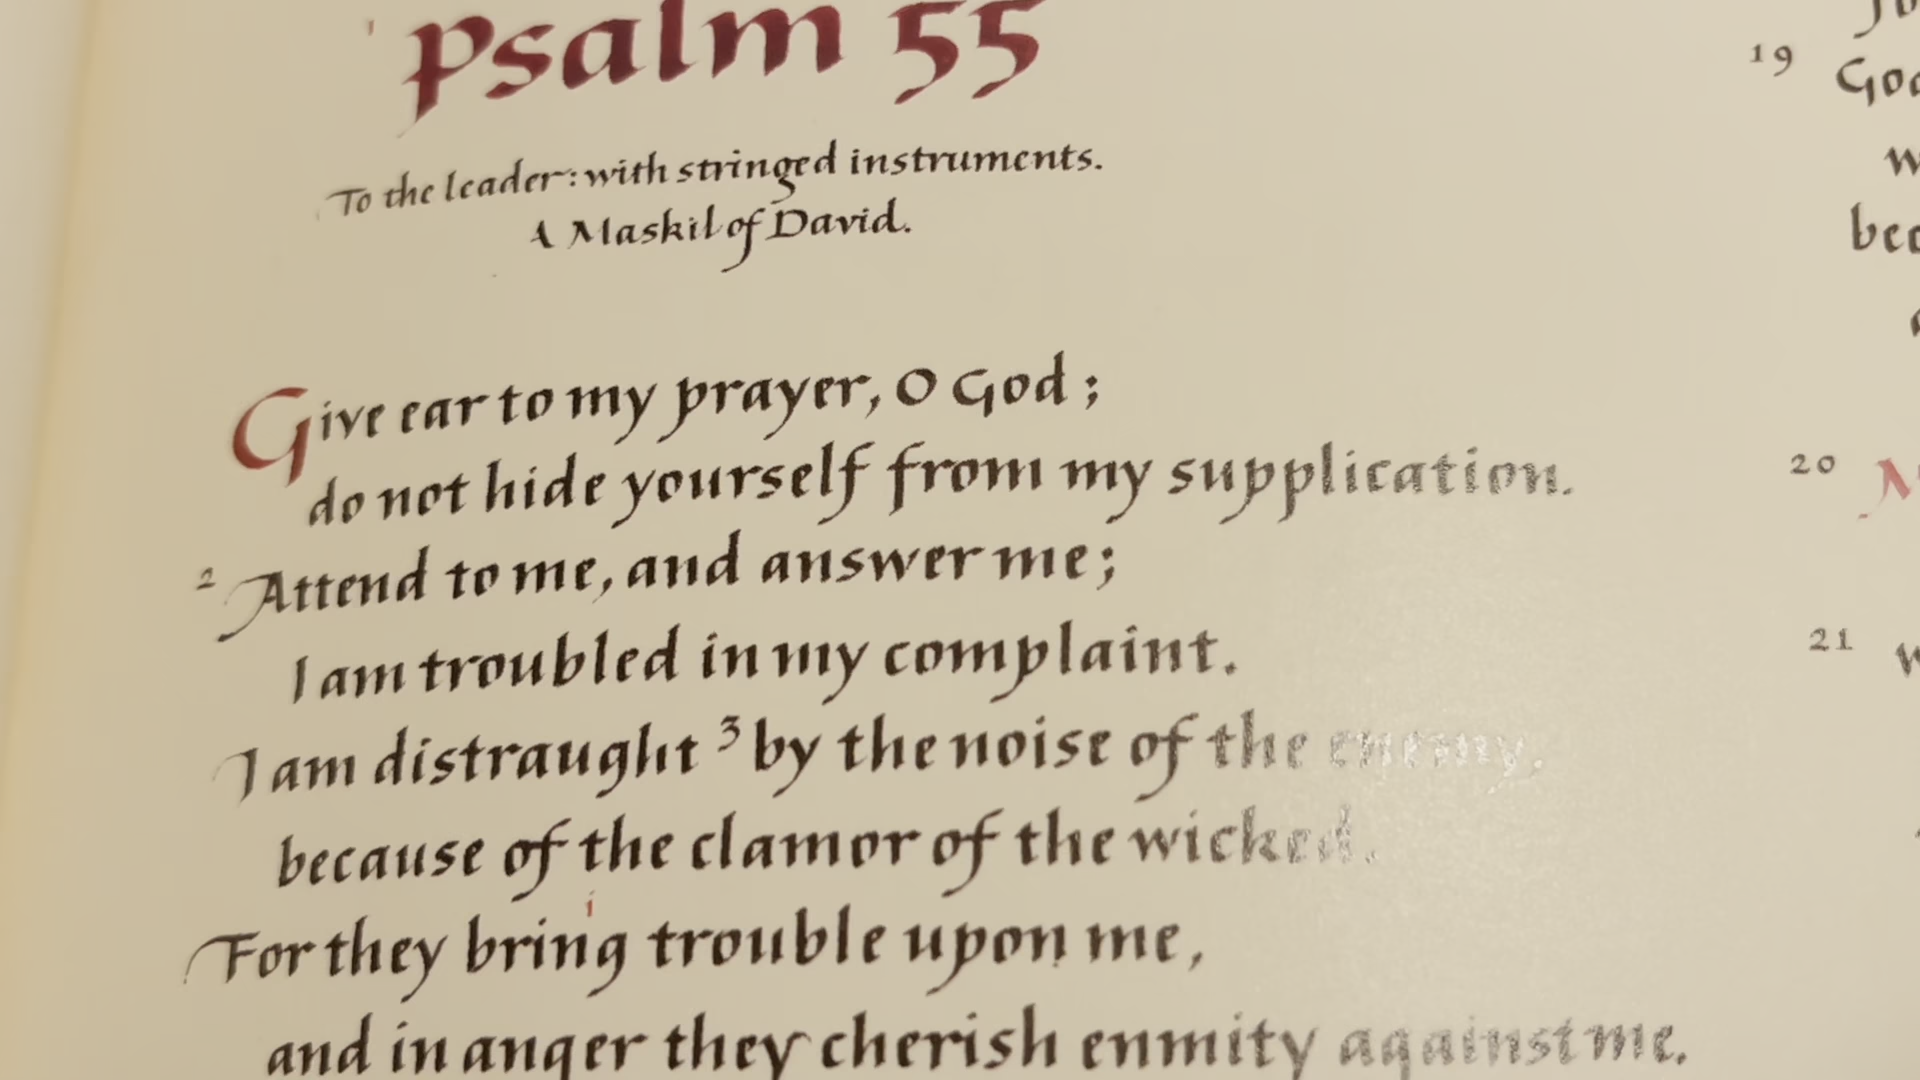 Psalm 55
To the leader: with stringed instruments.
A Maskil of David.
Give ear to my prayer, O God;
do not hide yourself from my supplication.
2 Attend to me, and answer me;
I am troubled in my complaint.
I am distraught 3 by the noise of the enemy,
because of the clamor of the wicked.
i
For they bring trouble upon me,
and in anger they cherish enmity against me.
19
God
20
21